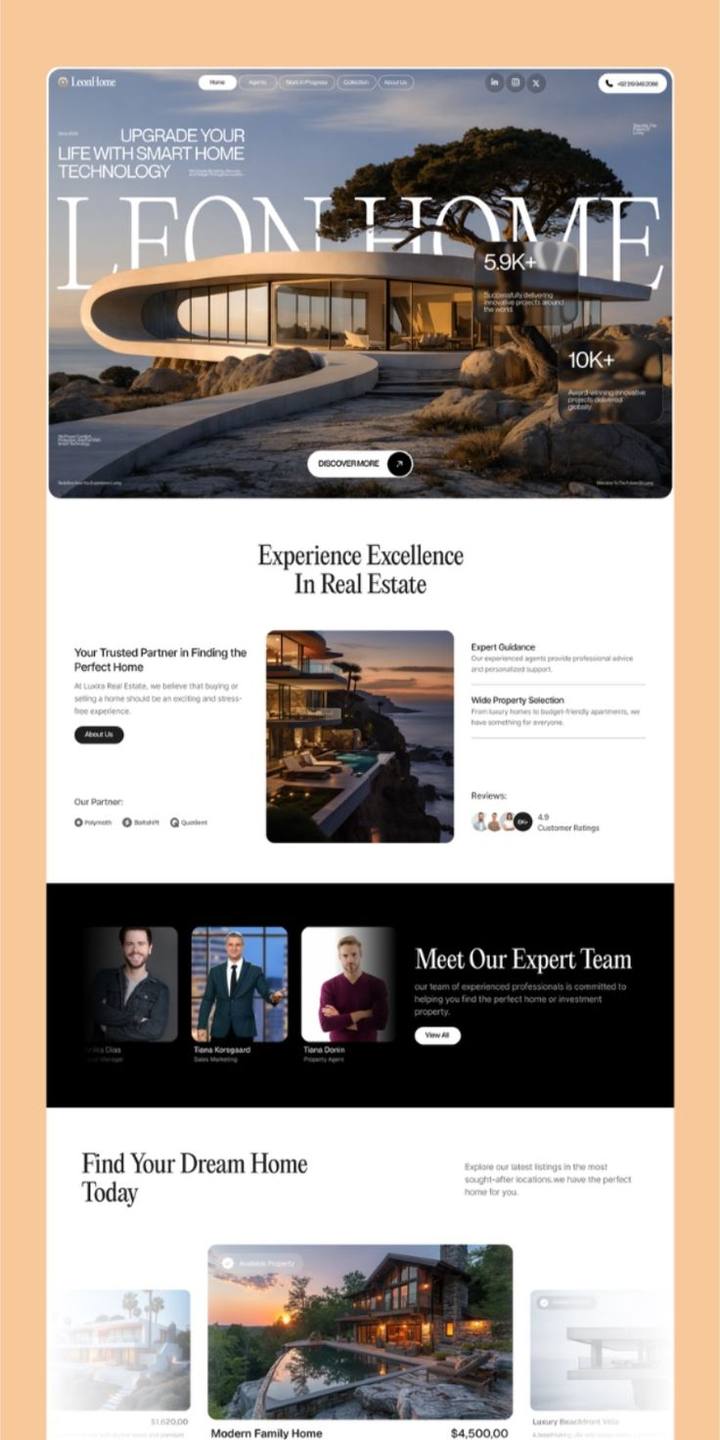 LeonHome
Home
Agents
Work in Progress
Collection
About Us
UPGRADE YOUR
LIFE WITH SMART HOME
TECHNOLOGY
LEON HOME
5.9K+
Successfully delivering
innovative projects around
the world.
10K+
Award-winning innovative
projects delivered
globally
DISCOVER MORE
Experience Excellence
In Real Estate
Your Trusted Partner in Finding the
Perfect Home
At Luxira Real Estate, we believe that buying or
selling a home should be an exciting and stress-
free experience.
About Us
Our Partner:
Polymath
Boltshift
Quotient
Expert Guidance
Our experienced agents provide professional advice
and personalized support.
Wide Property Selection
From luxury homes to budget-friendly apartments, we
have something for everyone.
Reviews:
4.9
Customer Ratings
Dias
Manager
Tiana Korsgaard
Sales Marketing
Tiana Donin
Property Agent
Meet Our Expert Team
our team of experienced professionals is committed to
helping you find the perfect home or investment
property.
View All
Find Your Dream Home
Today
Explore our latest listings in the most
sought-after locations.we have the perfect
home for you.
Available Property
$1.620,00
Modern Family Home
$4,500,00
Luxury Beachfront Villa